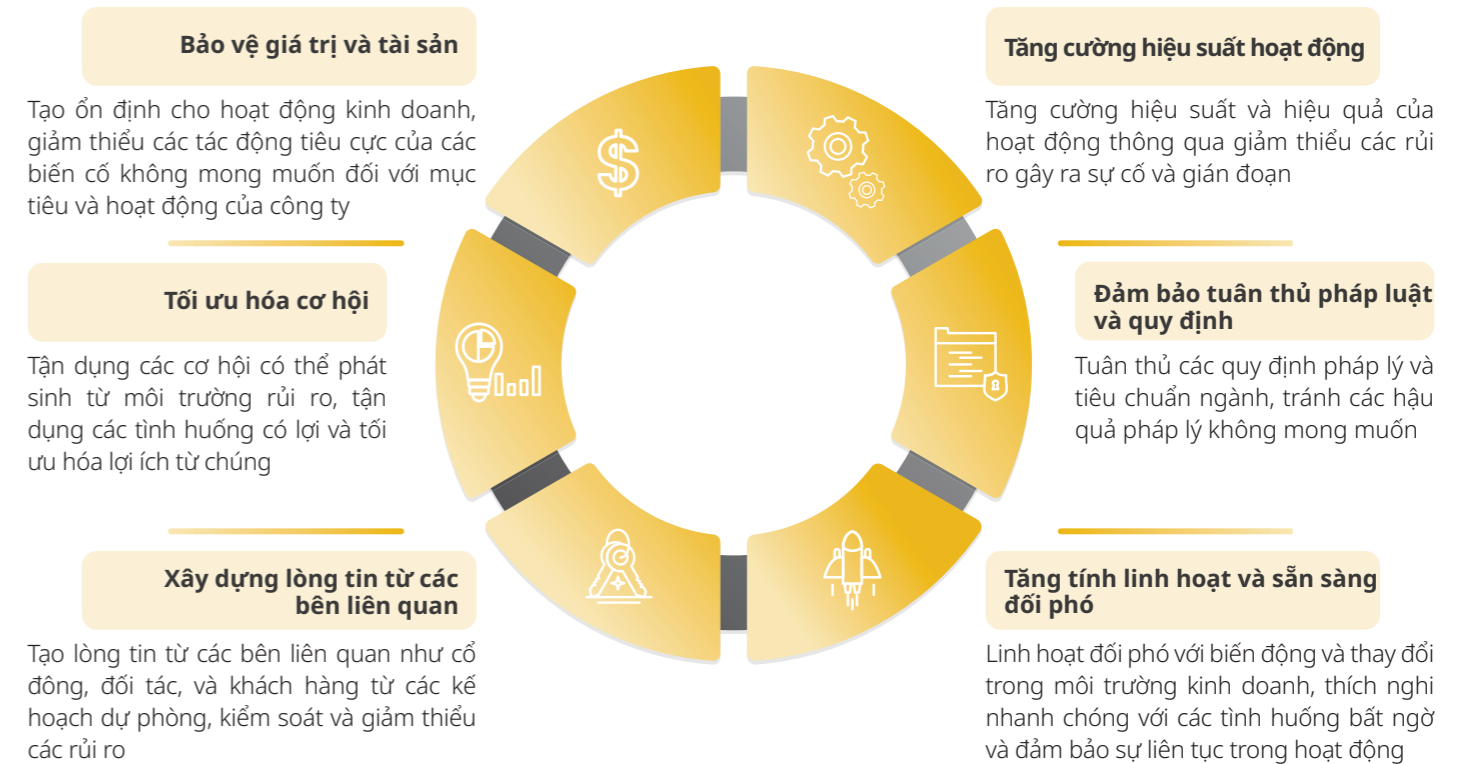 Bảo vệ giá trị và tài sản
Tạo ổn định cho hoạt động kinh doanh,
giảm thiểu các tác động tiêu cực của các
biến cố không mong muốn đối với mục
tiêu và hoạt động của công ty
Tối ưu hóa cơ hội
Tận dụng các cơ hội có thể phát
sinh từ môi trường rủi ro, tận
dụng các tình huống có lợi và tối
ưu hóa lợi ích từ chúng
Xây dựng lòng tin từ các
bên liên quan
Tạo lòng tin từ các bên liên quan như cổ
đông, đối tác, và khách hàng từ các kế
hoạch dự phòng, kiểm soát và giảm thiểu
các rủi ro
Tăng cường hiệu suất hoạt động
Tăng cường hiệu suất và hiệu quả của
hoạt động thông qua giảm thiểu các rủi
ro gây ra sự cố và gián đoạn
Đảm bảo tuân thủ pháp luật
và quy định
Tuân thủ các quy định pháp lý và
tiêu chuẩn ngành, tránh các hậu
quả pháp lý không mong muốn
Tăng tính linh hoạt và sẵn sàng
đối phó
Linh hoạt đối phó với biến động và thay đổi
trong môi trường kinh doanh, thích nghi
nhanh chóng với các tình huống bất ngờ
và đảm bảo sự liên tục trong hoạt động